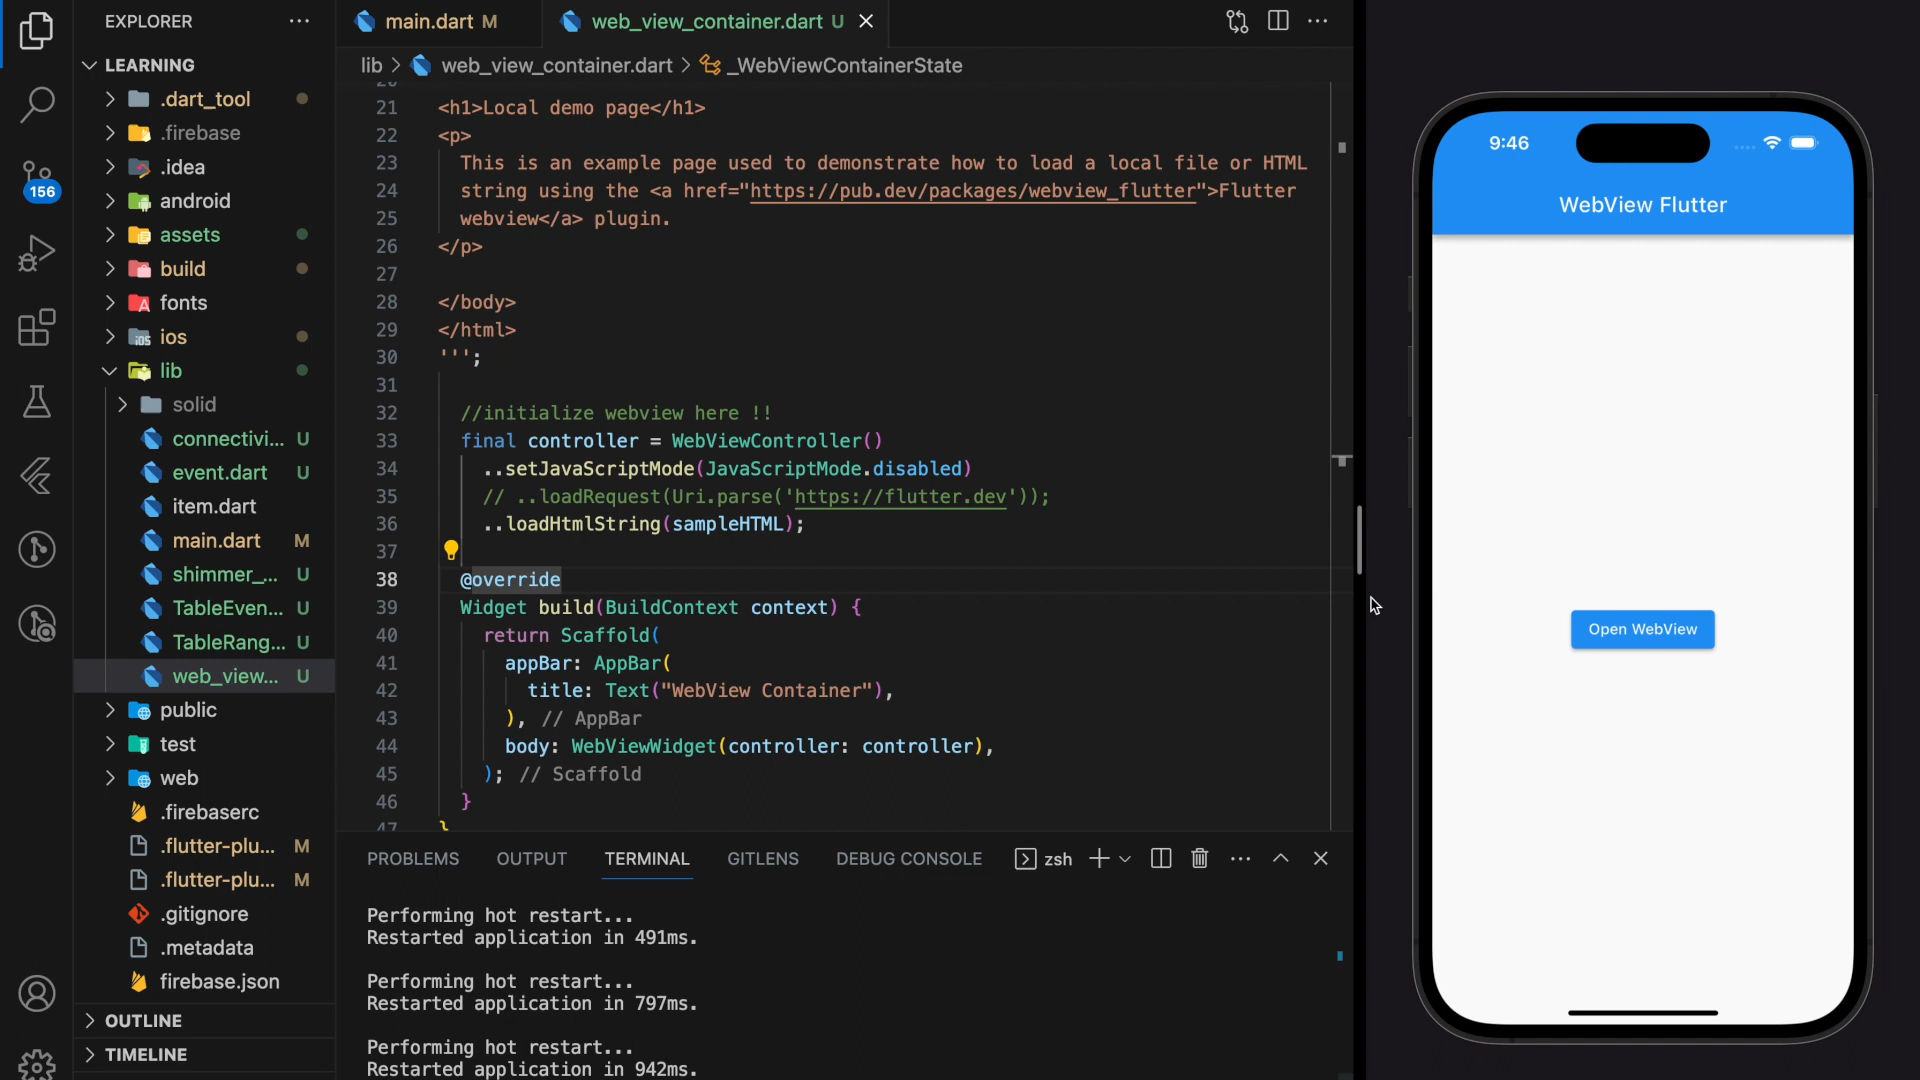 EXPLORER
LEARNING
.dart_tool
.firebase
.idea
android
assets
build
fonts
ios
lib
solid
connectivi... U
event.dart U
item.dart
main.dart M
shimmer_... U
TableEven... U
TableRang... U
web_view... U
public
test
web
.firebaserc
.flutter-plu... M
.flutter-plu... M
.gitignore
.metadata
firebase.json
OUTLINE
TIMELINE
156
main.dart M
web_view_container.dart U
lib > web_view_container.dart > _WebViewContainerState
21 <h1>Local demo page</h1>
22 <p>
23 This is an example page used to demonstrate how to load a local file or HTML
24 string using the <a href="https://pub.dev/packages/webview_flutter">Flutter
25 webview</a> plugin.
26 </p>
27
28 </body>
29 </html>
30 ''';
31
32 //initialize webview here !!
33 final controller = WebViewController()
34 ..setJavaScriptMode(JavaScriptMode.disabled)
35 // ..loadRequest(Uri.parse('https://flutter.dev'));
36 ..loadHtmlString(sampleHTML);
37
38 @override
39 Widget build(BuildContext context) {
40 return Scaffold(
41 appBar: AppBar(
42 title: Text("WebView Container"),
43 ), // AppBar
44 body: WebViewWidget(controller: controller),
45 ); // Scaffold
46 }
47 }
PROBLEMS OUTPUT TERMINAL GITLENS DEBUG CONSOLE zsh
Performing hot restart...
Restarted application in 491ms.
Performing hot restart...
Restarted application in 797ms.
Performing hot restart...
Restarted application in 942ms.
9:46
WebView Flutter
Open WebView